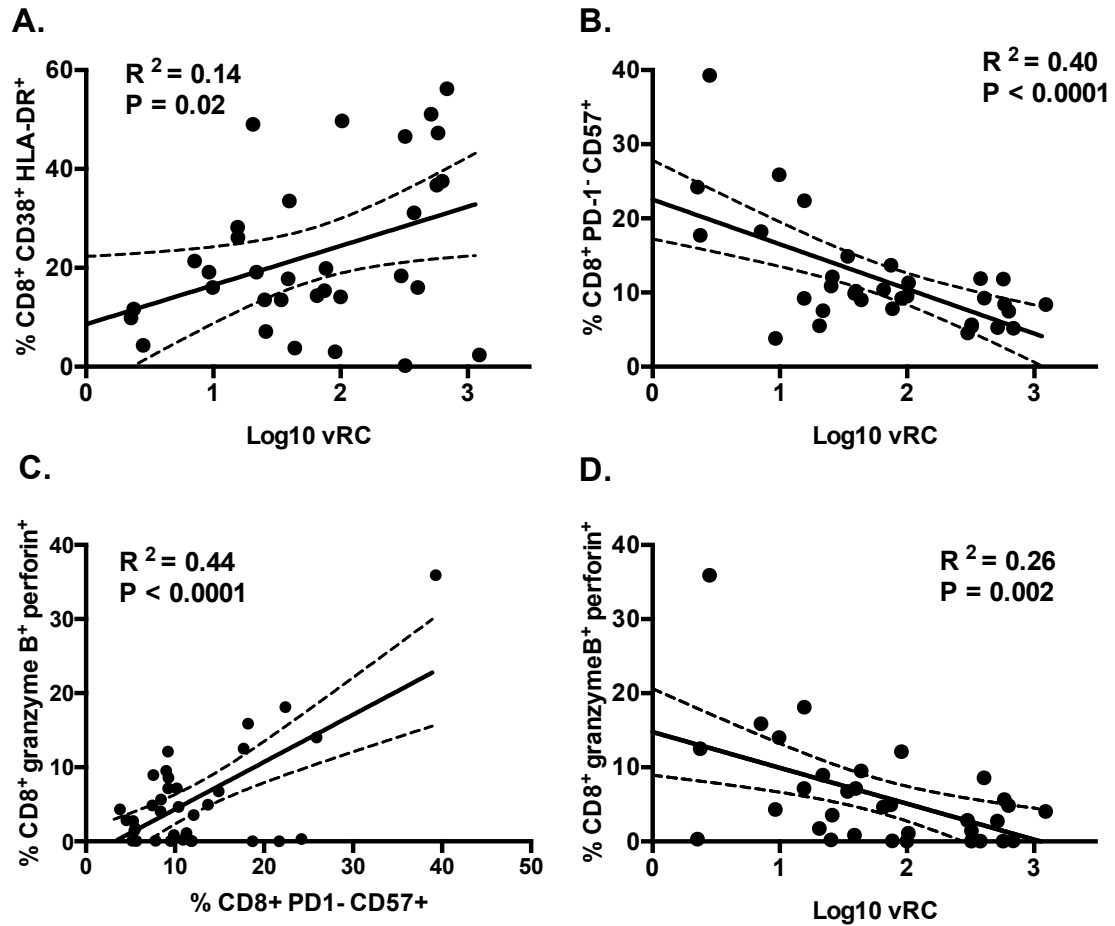 A.
% CD8⁺ CD38⁺ HLA-DR⁺
R ² = 0.14
P = 0.02
60
40
20
0
0 1 2 3
Log10 vRC
B.
% CD8⁺ PD-1⁻ CD57⁺
R ² = 0.40
P < 0.0001
40
30
20
10
0
0 1 2 3
Log10 vRC
C.
% CD8⁺ granzyme B⁺ perforin⁺
R ² = 0.44
P < 0.0001
40
30
20
10
0
0 10 20 30 40 50
% CD8+ PD1- CD57+
D.
% CD8⁺ granzymeB⁺ perforin⁺
R ² = 0.26
P = 0.002
40
30
20
10
0
0 1 2 3
Log10 vRC